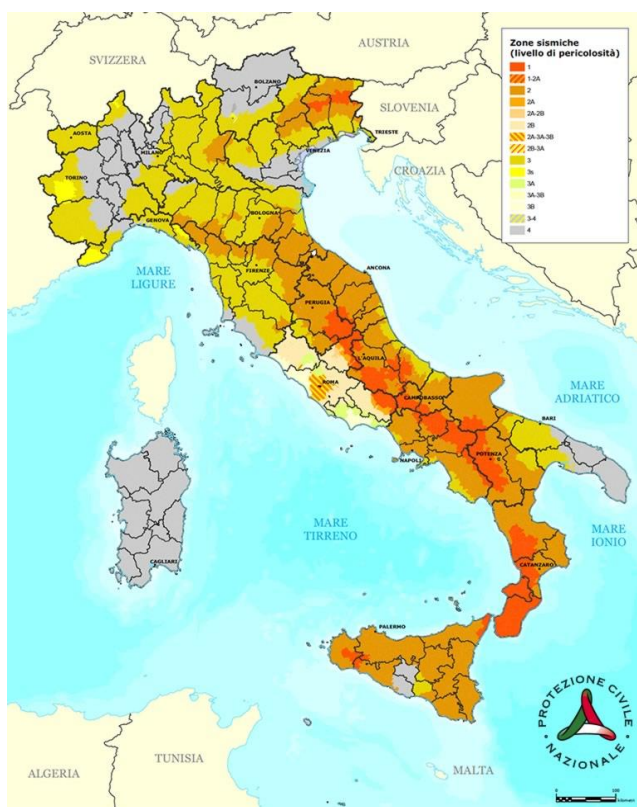 AUSTRIA
SVIZZERA
BOLZANO
SLOVENIA
AOSTA
TRIESTE
MILANO
VENEZIA
CROAZIA
TORINO
BOLOGNA
GENOVA
MARE
LIGURE
FIRENZE
ANCONA
PERUGIA
L'AQUILA
ROMA
MARE
ADRIATICO
CAMPOBASSO
BARI
NAPOLI
POTENZA
MARE
TIRRENO
MARE
IONIO
CAGLIARI
CATANZARO
PALERMO
ALGERIA
TUNISIA
MALTA
Zone sismiche
(livello di pericolosità)
1
1-2A
2
2A
2A-2B
2B
2A-3A-3B
2B-3A
3
3s
3A
3A-3B
3B
3-4
4
PROTEZIONE CIVILE
NAZIONALE
0
100